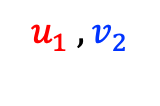 u₁ , v₂